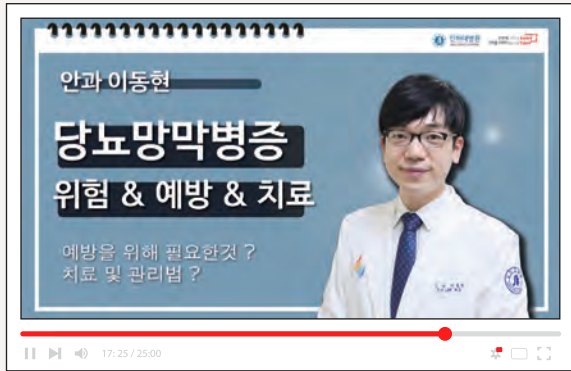 안과 이동현
당뇨망막병증
위험 & 예방 & 치료
예방을 위해 필요한것 ?
치료 및 관리법 ?
17: 25 / 25:00